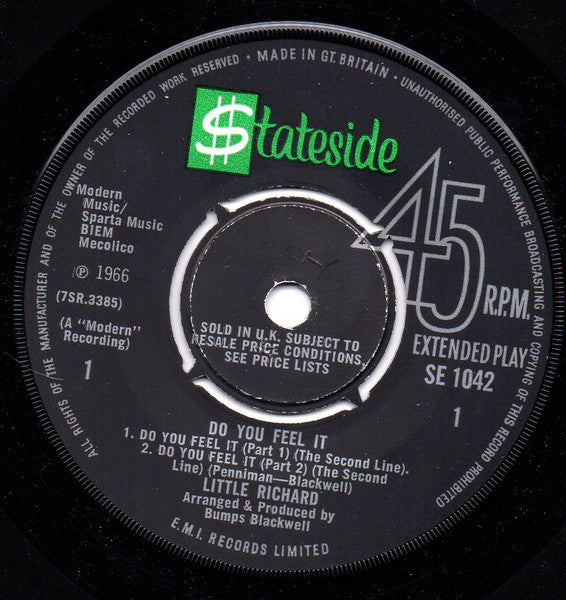 ALL RIGHTS OF THE MANUFACTURER AND OF THE OWNER OF THE RECORDED WORK RESERVED • MADE IN GT. BRITAIN • UNAUTHORISED PUBLIC PERFORMANCE BROADCASTING AND COPYING OF THIS RECORD PROHIBITED
$tateside
Modern
Music/
Sparta Music
BIEM
Mecolico
℗ 1966
(7SR.3385)
(A "Modern"
Recording)
1
45
R.P.M.
EXTENDED PLAY
SE 1042
1
SOLD IN U.K. SUBJECT TO
RESALE PRICE CONDITIONS,
SEE PRICE LISTS
DO YOU FEEL IT
1. DO YOU FEEL IT (Part 1) (The Second Line).
2. DO YOU FEEL IT (Part 2) (The Second
Line) (Penniman—Blackwell)
LITTLE RICHARD
Arranged & Produced by
Bumps Blackwell
E.M.I. RECORDS LIMITED